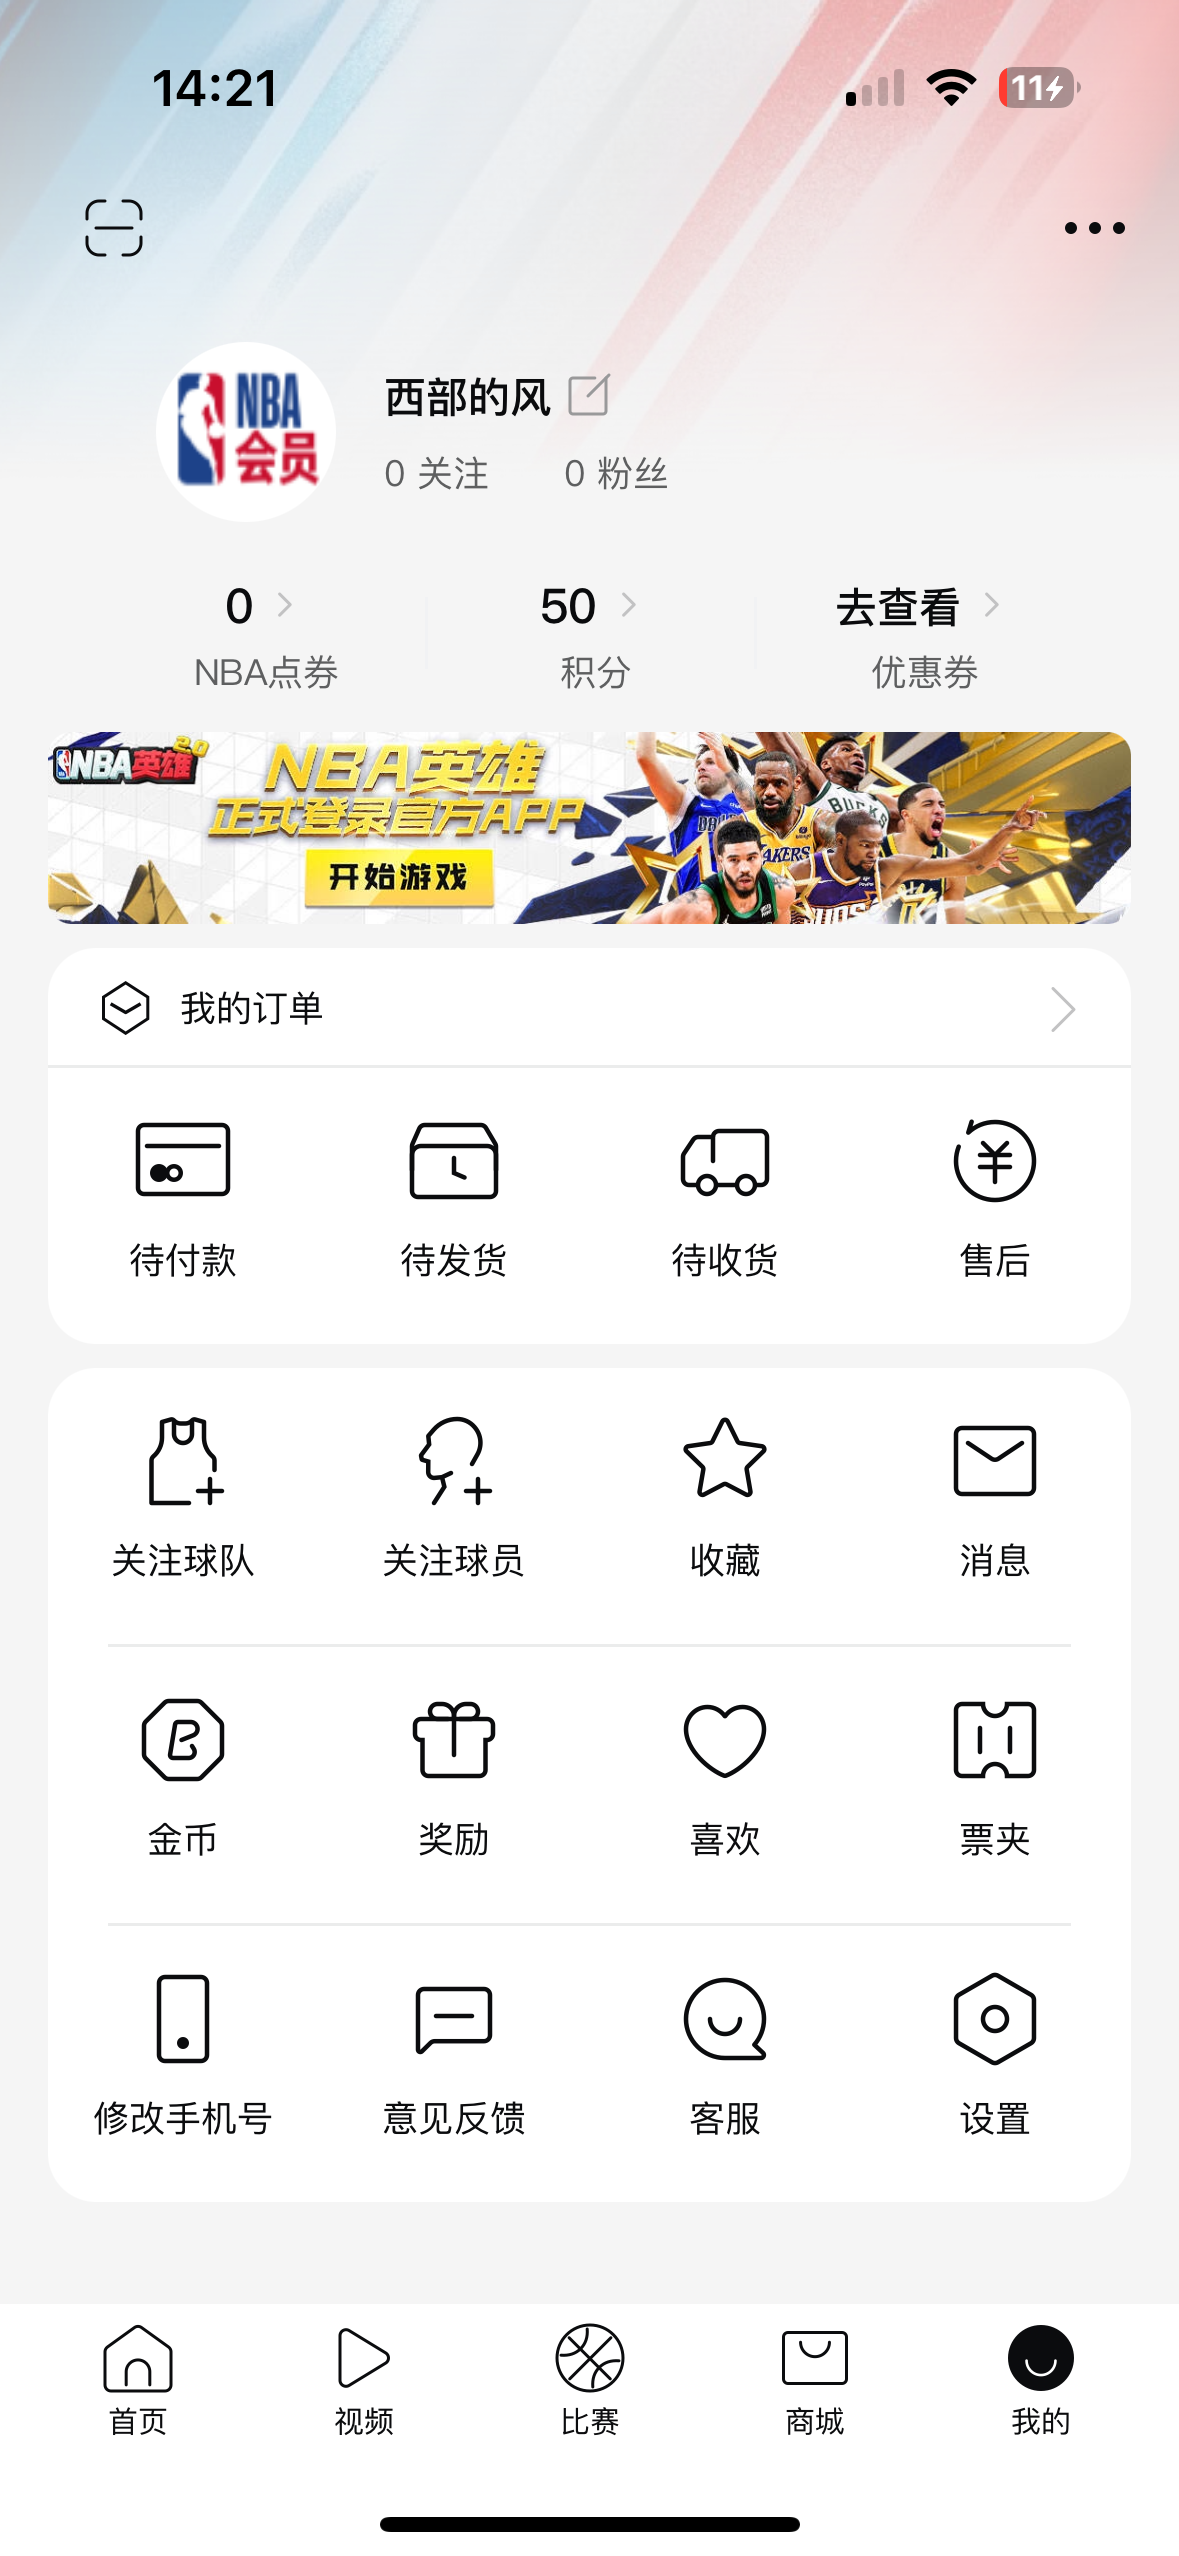 14:21
11
NBA
会员
西部的风
0 关注 0 粉丝
0 50 去查看
NBA点券 积分 优惠券
NBA英雄 2.0
NBA英雄
正式登录官方APP
开始游戏
BUCKS
LAKERS
SUNS
我的订单
待付款 待发货 待收货 售后
关注球队 关注球员 收藏 消息
金币 奖励 喜欢 票夹
修改手机号 意见反馈 客服 设置
首页 视频 比赛 商城 我的